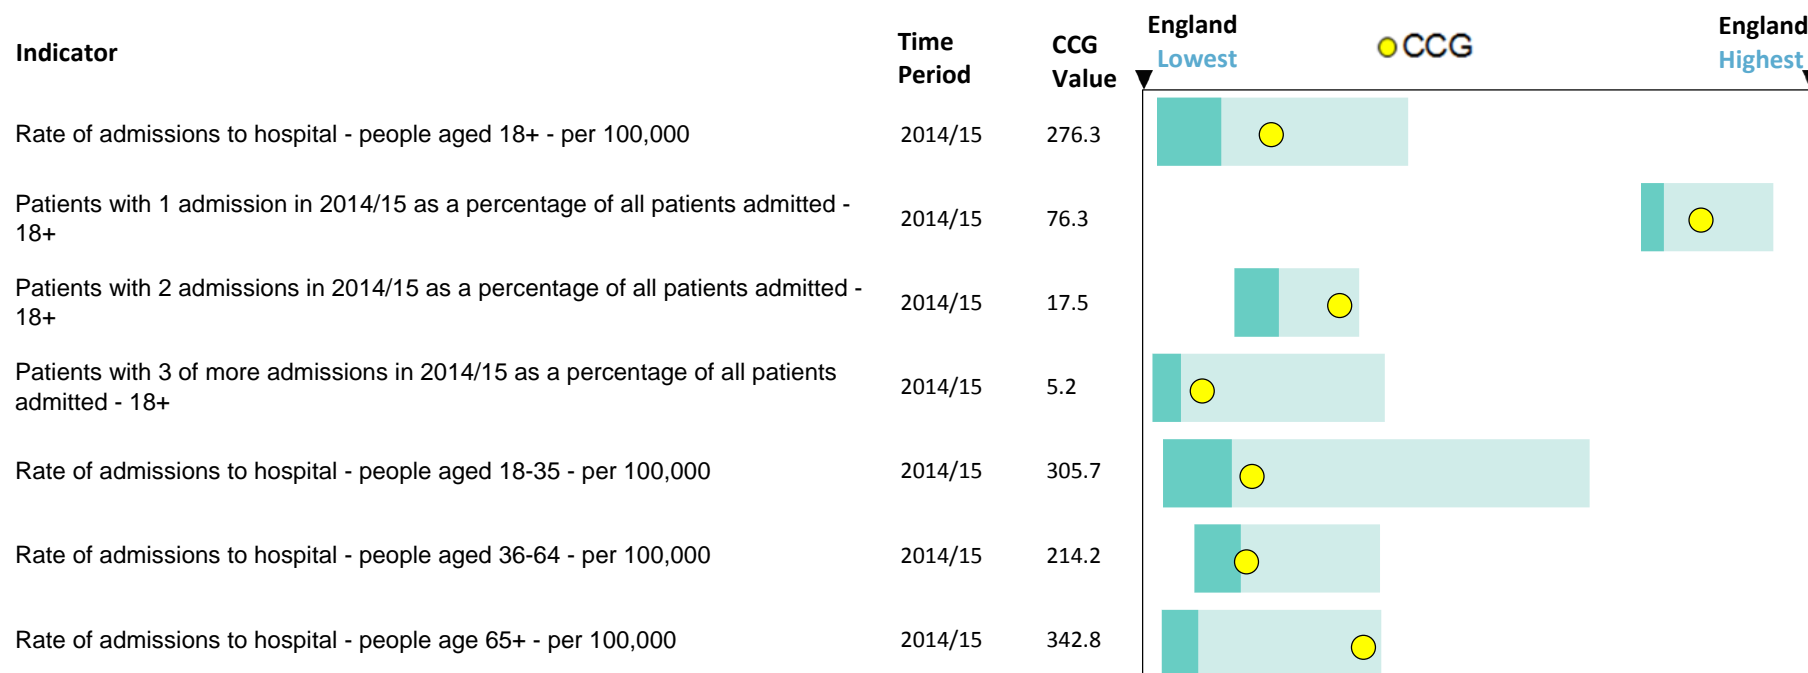 Indicator
Time Period
CCG Value
England Lowest
CCG
England Highest
Rate of admissions to hospital - people aged 18+ - per 100,000 2014/15 276.3
Patients with 1 admission in 2014/15 as a percentage of all patients admitted -
18+
2014/15 76.3
Patients with 2 admissions in 2014/15 as a percentage of all patients admitted -
18+
2014/15 17.5
Patients with 3 of more admissions in 2014/15 as a percentage of all patients
admitted - 18+
2014/15 5.2
Rate of admissions to hospital - people aged 18-35 - per 100,000 2014/15 305.7
Rate of admissions to hospital - people aged 36-64 - per 100,000 2014/15 214.2
Rate of admissions to hospital - people age 65+ - per 100,000 2014/15 342.8